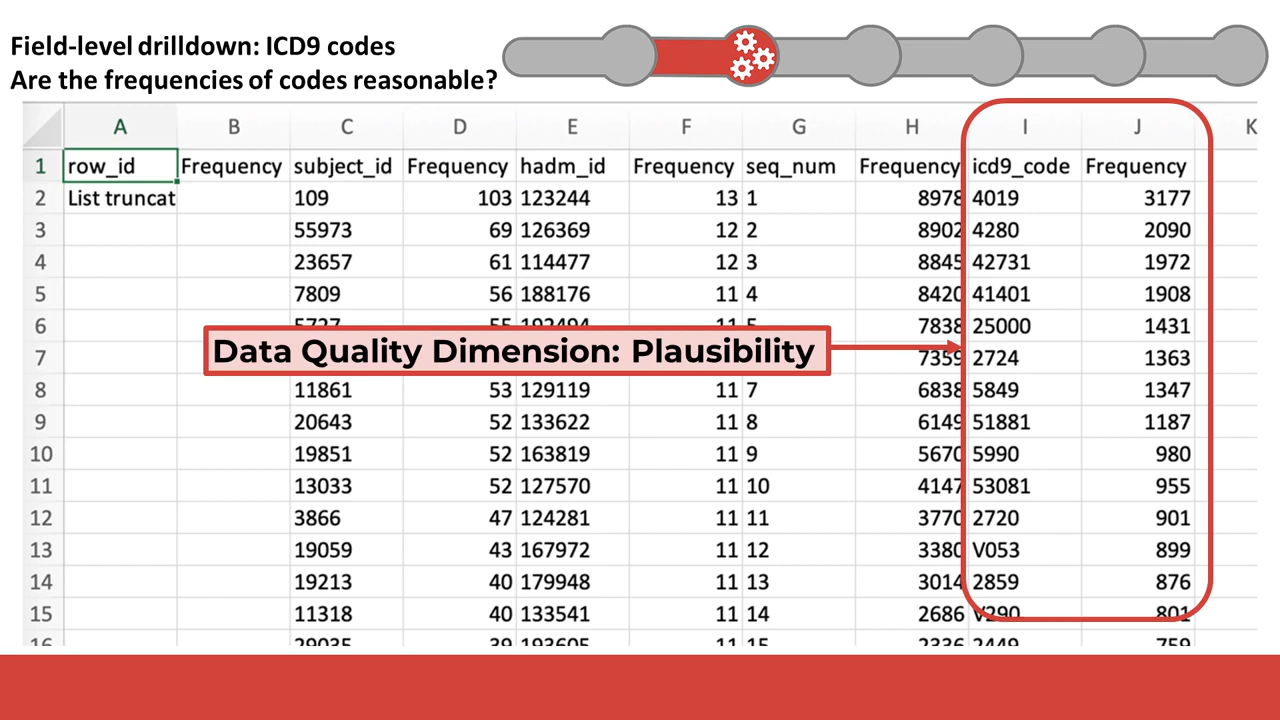 Field-level drilldown: ICD9 codes
Are the frequencies of codes reasonable?
A B C D E F G H I J K
1 row_id Frequency subject_id Frequency hadm_id Frequency seq_num Frequency icd9_code Frequency
2 List truncat 109 103 123244 13 1 8978 4019 3177
3 55973 69 126369 12 2 8902 4280 2090
4 23657 61 114477 12 3 8845 42731 1972
5 7809 56 188176 11 4 8420 41401 1908
6 7838 25000 1431
Data Quality Dimension: Plausibility
7 7359 2724 1363
8 11861 53 129119 11 7 6838 5849 1347
9 20643 52 133622 11 8 6149 51881 1187
10 19851 52 163819 11 9 5670 5990 980
11 13033 52 127570 11 10 4147 53081 955
12 3866 47 124281 11 11 3770 2720 901
13 19059 43 167972 11 12 3380 V053 899
14 19213 40 179948 11 13 3014 2859 876
15 11318 40 133541 11 14 2686 V290 801